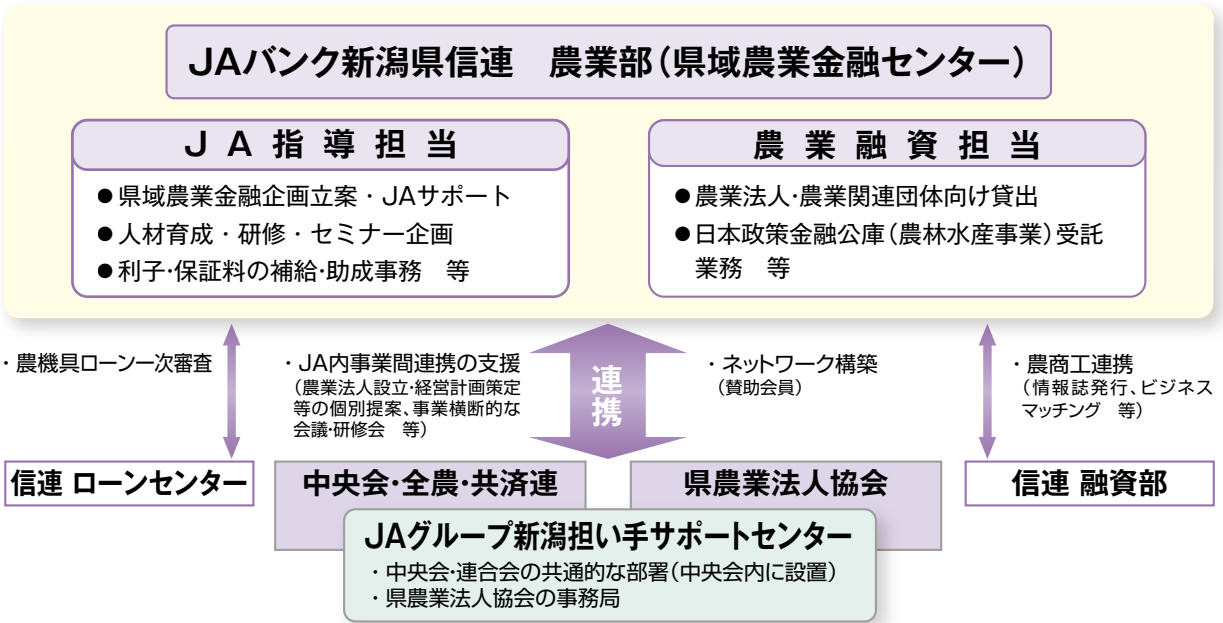 JAバンク新潟県信連　農業部（県域農業金融センター）
JA指導担当
●県域農業金融企画立案・JAサポート
●人材育成・研修・セミナー企画
●利子・保証料の補給・助成事務　等
農業融資担当
●農業法人・農業関連団体向け貸出
●日本政策金融公庫（農林水産事業）受託
業務　等
・農機具ローン一次審査
・JA内事業間連携の支援
（農業法人設立・経営計画策定
等の個別提案、事業横断的な
会議・研修会　等）
連携
・ネットワーク構築
（賛助会員）
・農商工連携
（情報誌発行、ビジネス
マッチング　等）
信連 ローンセンター
中央会・全農・共済連
県農業法人協会
信連 融資部
JAグループ新潟担い手サポートセンター
・中央会・連合会の共通的な部署（中央会内に設置）
・県農業法人協会の事務局